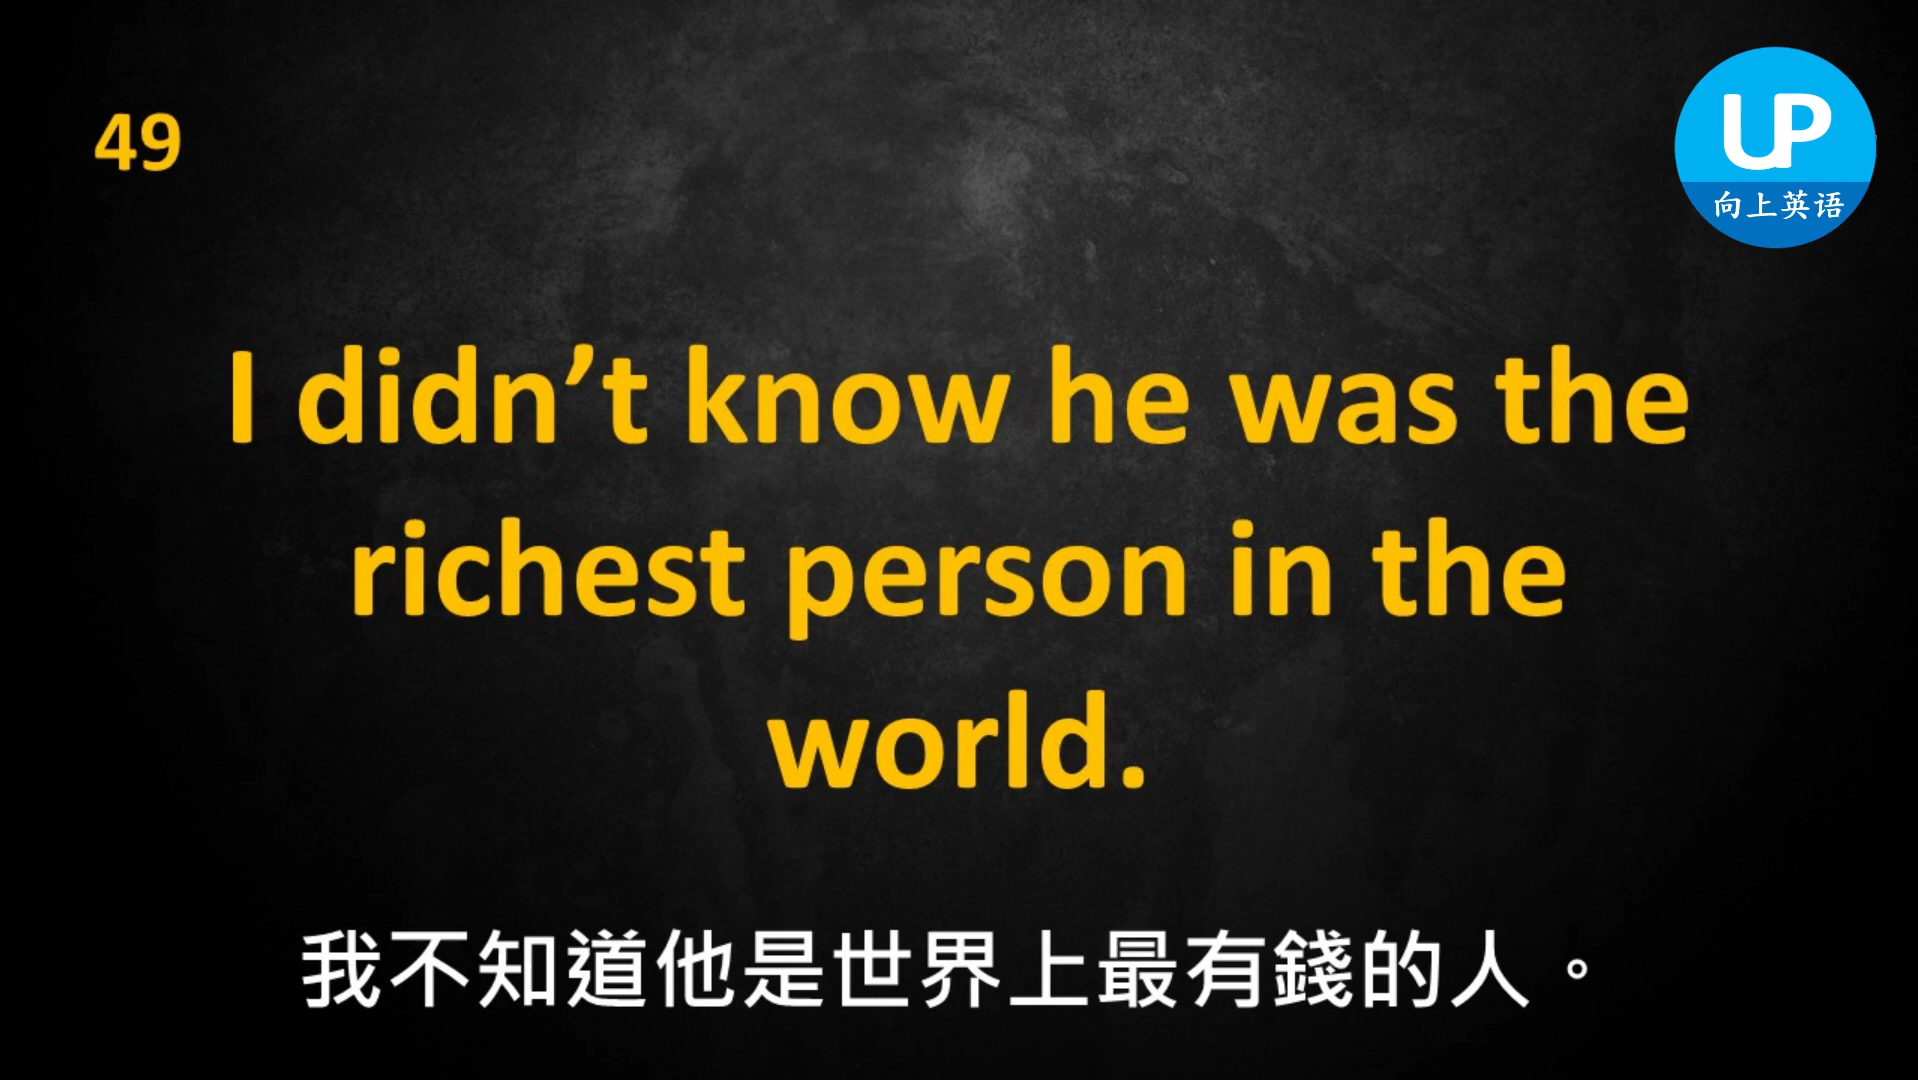 49
UP
向上英语
I didn’t know he was the
richest person in the
world.
我不知道他是世界上最有錢的人。